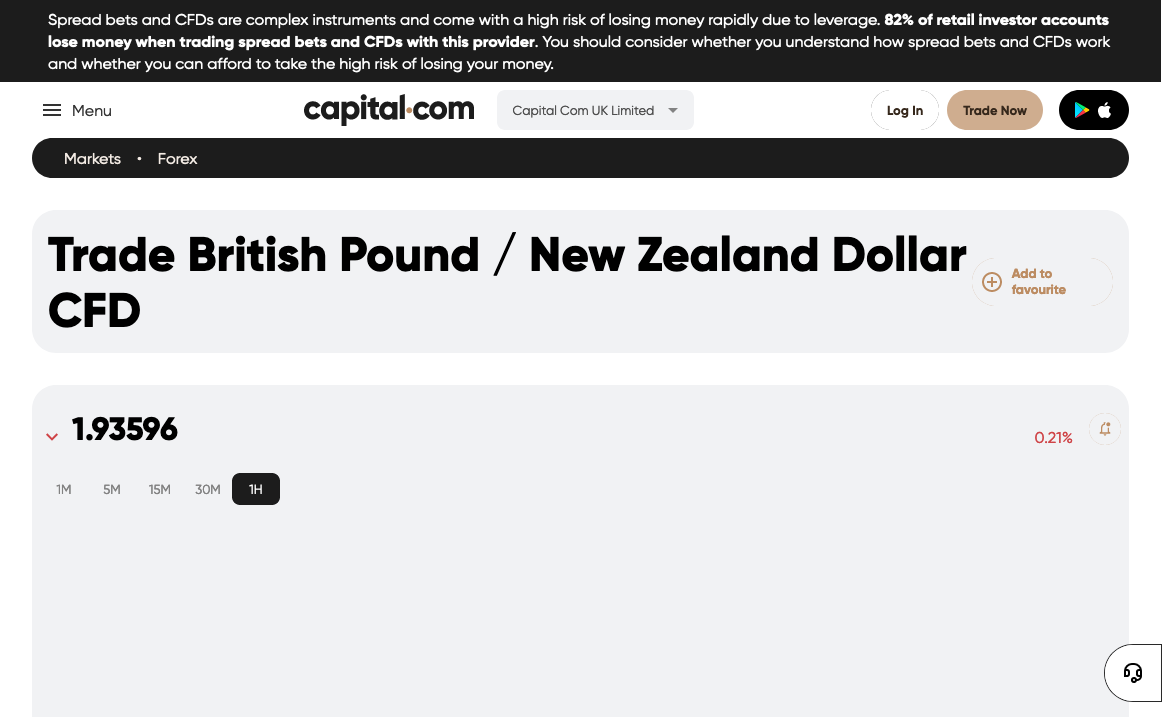 Spread bets and CFDs are complex instruments and come with a high risk of losing money rapidly due to leverage. 82% of retail investor accounts
lose money when trading spread bets and CFDs with this provider. You should consider whether you understand how spread bets and CFDs work
and whether you can afford to take the high risk of losing your money.
Menu
capital.com
Capital Com UK Limited
Log In
Trade Now
Markets • Forex
Trade British Pound / New Zealand Dollar
CFD
Add to
favourite
1.93596
0.21%
1M 5M 15M 30M 1H